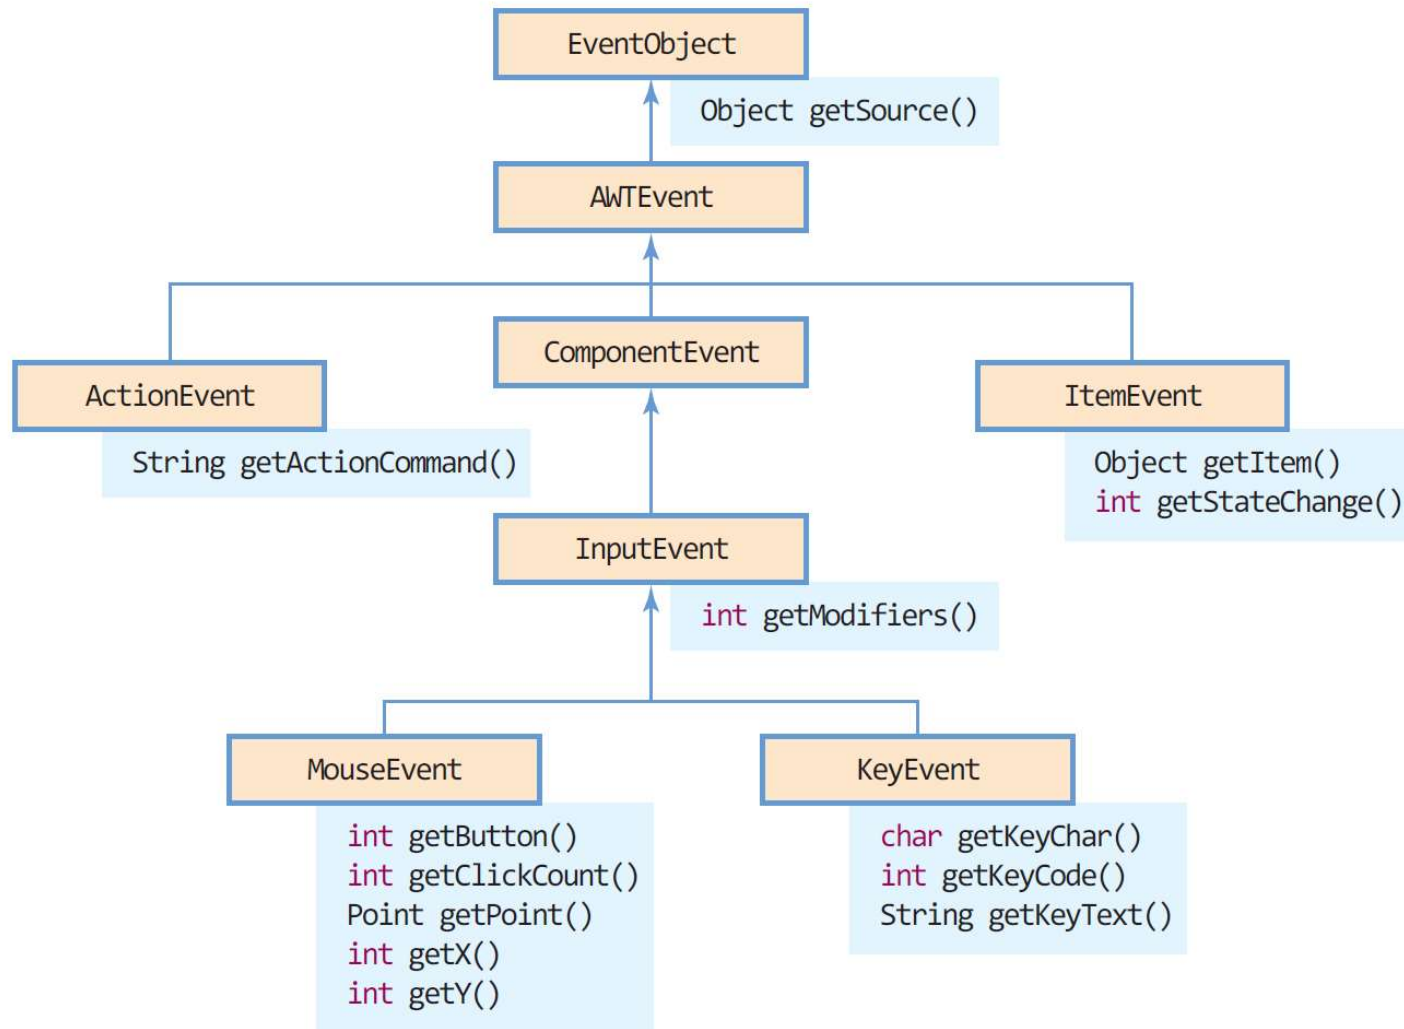 EventObject
Object getSource()
AWTEvent
ComponentEvent
ActionEvent
ItemEvent
String getActionCommand()
Object getItem()
int getStateChange()
InputEvent
int getModifiers()
MouseEvent
KeyEvent
int getButton()
int getClickCount()
Point getPoint()
int getX()
int getY()
char getKeyChar()
int getKeyCode()
String getKeyText()